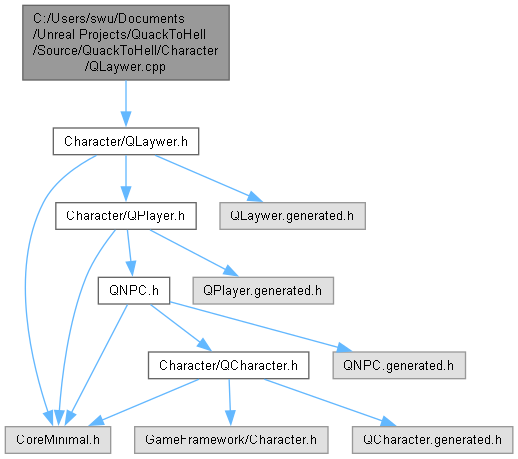 C:/Users/swu/Documents
/Unreal Projects/QuackToHell
/Source/QuackToHell/Character
/QLaywer.cpp
Character/QLaywer.h
Character/QPlayer.h
QLaywer.generated.h
QNPC.h
QPlayer.generated.h
Character/QCharacter.h
QNPC.generated.h
CoreMinimal.h
GameFramework/Character.h
QCharacter.generated.h